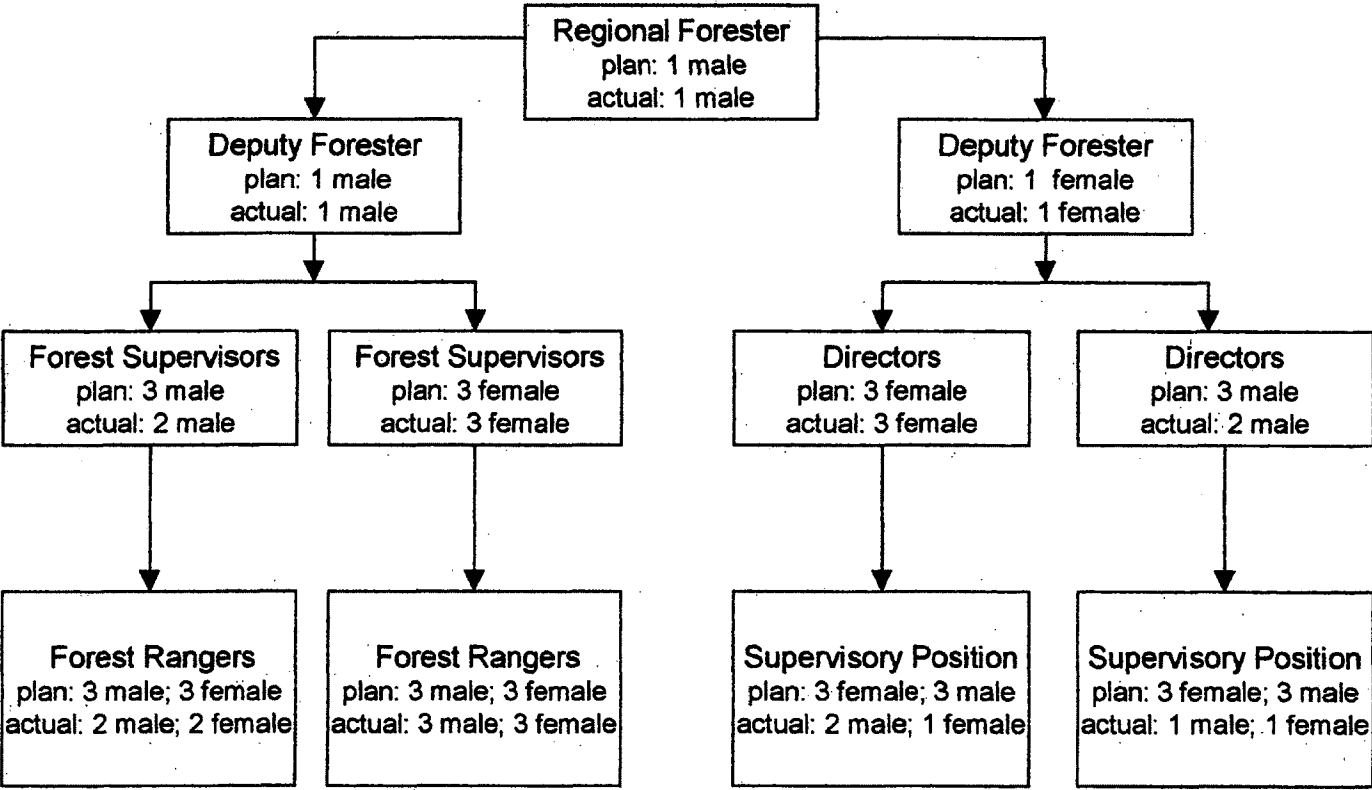 Regional Forester
plan: 1 male
actual: 1 male
Deputy Forester
plan: 1 male
actual: 1 male
Deputy Forester
plan: 1 female
actual: 1 female
Forest Supervisors
plan: 3 male
actual: 2 male
Forest Supervisors
plan: 3 female
actual: 3 female
Directors
plan: 3 female
actual: 3 female
Directors
plan: 3 male
actual: 2 male
Forest Rangers
plan: 3 male; 3 female
actual: 2 male; 2 female
Forest Rangers
plan: 3 male; 3 female
actual: 3 male; 3 female
Supervisory Position
plan: 3 female; 3 male
actual: 2 male; 1 female
Supervisory Position
plan: 3 female; 3 male
actual: 1 male; 1 female